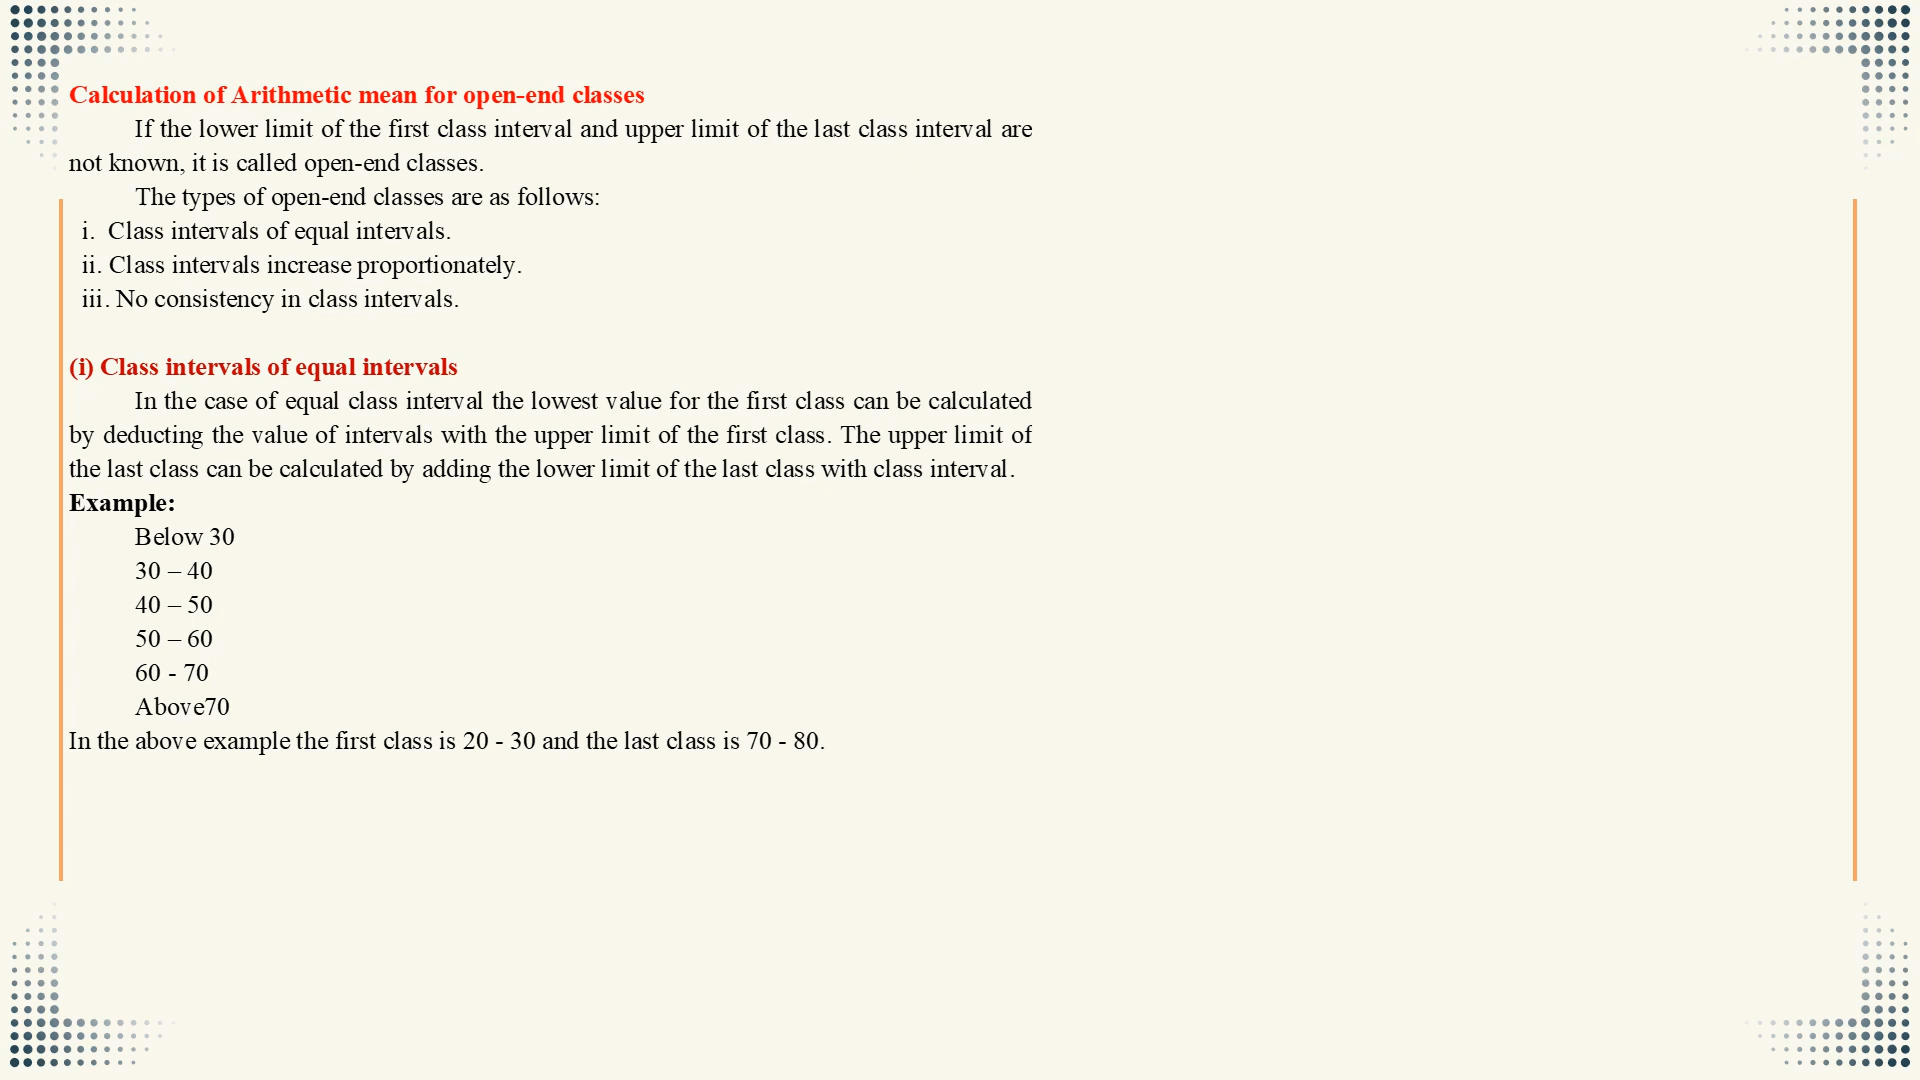 Calculation of Arithmetic mean for open-end classes
If the lower limit of the first class interval and upper limit of the last class interval are
not known, it is called open-end classes.
The types of open-end classes are as follows:
i. Class intervals of equal intervals.
ii. Class intervals increase proportionately.
iii. No consistency in class intervals.
(i) Class intervals of equal intervals
In the case of equal class interval the lowest value for the first class can be calculated
by deducting the value of intervals with the upper limit of the first class. The upper limit of
the last class can be calculated by adding the lower limit of the last class with class interval.
Example:
Below 30
30 – 40
40 – 50
50 – 60
60 - 70
Above70
In the above example the first class is 20 - 30 and the last class is 70 - 80.